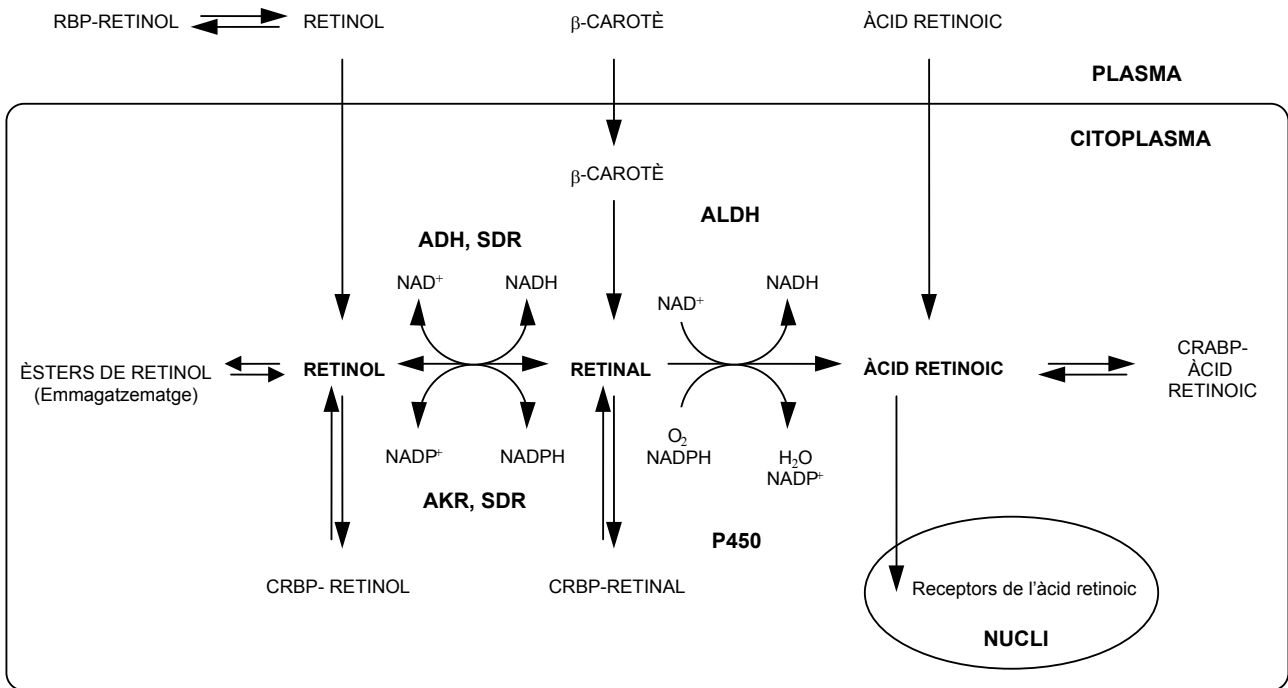 RBP-RETINOL
RETINOL
β-CAROTÈ
ÀCID RETINOIC
PLASMA
CITOPLASMA
β-CAROTÈ
ALDH
ADH, SDR
NAD⁺
NADH
NAD⁺
NADH
ÈSTERS DE RETINOL
(Emmagatzematge)
RETINOL
RETINAL
ÀCID RETINOIC
CRABP-
ÀCID
RETINOIC
NADP⁺
NADPH
O₂
NADPH
H₂O
NADP⁺
AKR, SDR
P450
CRBP- RETINOL
CRBP-RETINAL
Receptors de l’àcid retinoic
NUCLI